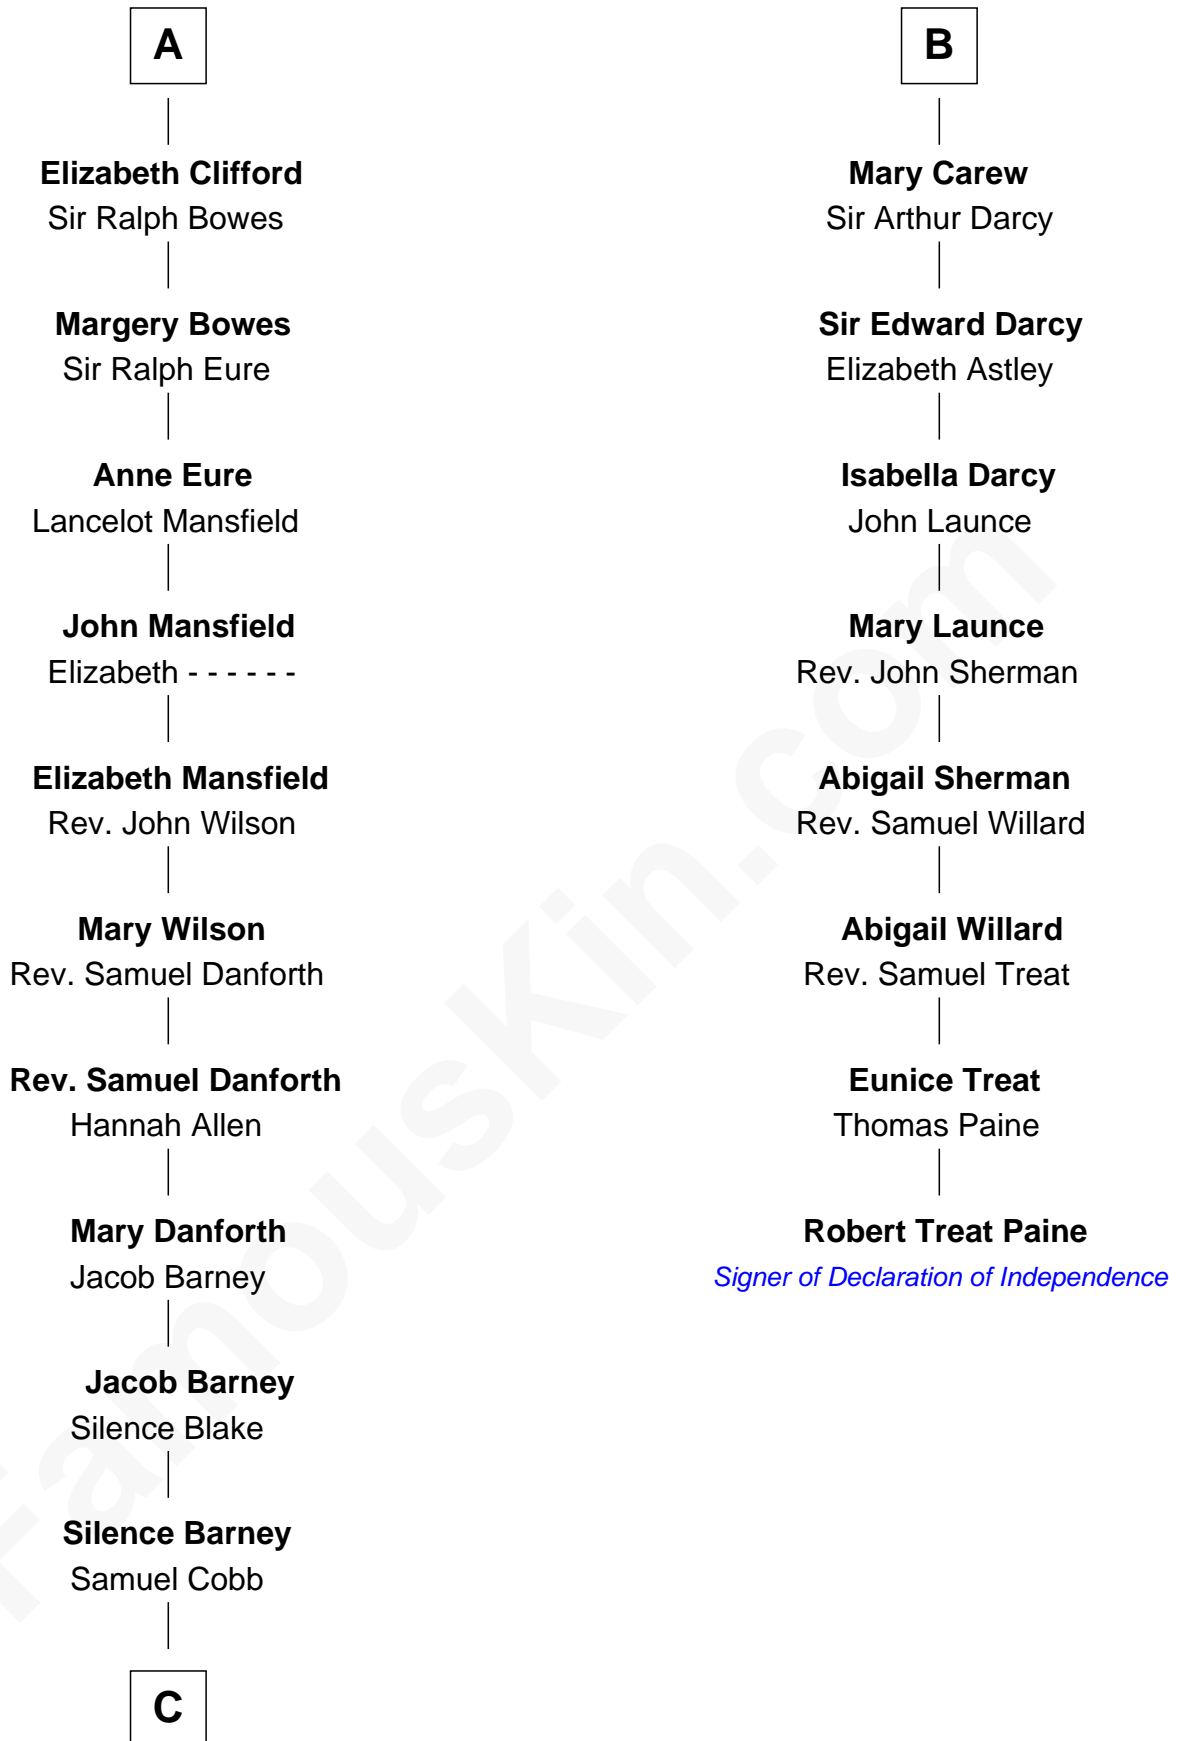 A
Elizabeth Clifford
Sir Ralph Bowes
Margery Bowes
Sir Ralph Eure
Anne Eure
Lancelot Mansfield
John Mansfield
Elizabeth - - - - - -
Elizabeth Mansfield
Rev. John Wilson
Mary Wilson
Rev. Samuel Danforth
Rev. Samuel Danforth
Hannah Allen
Mary Danforth
Jacob Barney
Jacob Barney
Silence Blake
Silence Barney
Samuel Cobb
C
B
Mary Carew
Sir Arthur Darcy
Sir Edward Darcy
Elizabeth Astley
Isabella Darcy
John Launce
Mary Launce
Rev. John Sherman
Abigail Sherman
Rev. Samuel Willard
Abigail Willard
Rev. Samuel Treat
Eunice Treat
Thomas Paine
Robert Treat Paine
Signer of Declaration of Independence
FamousKin.com